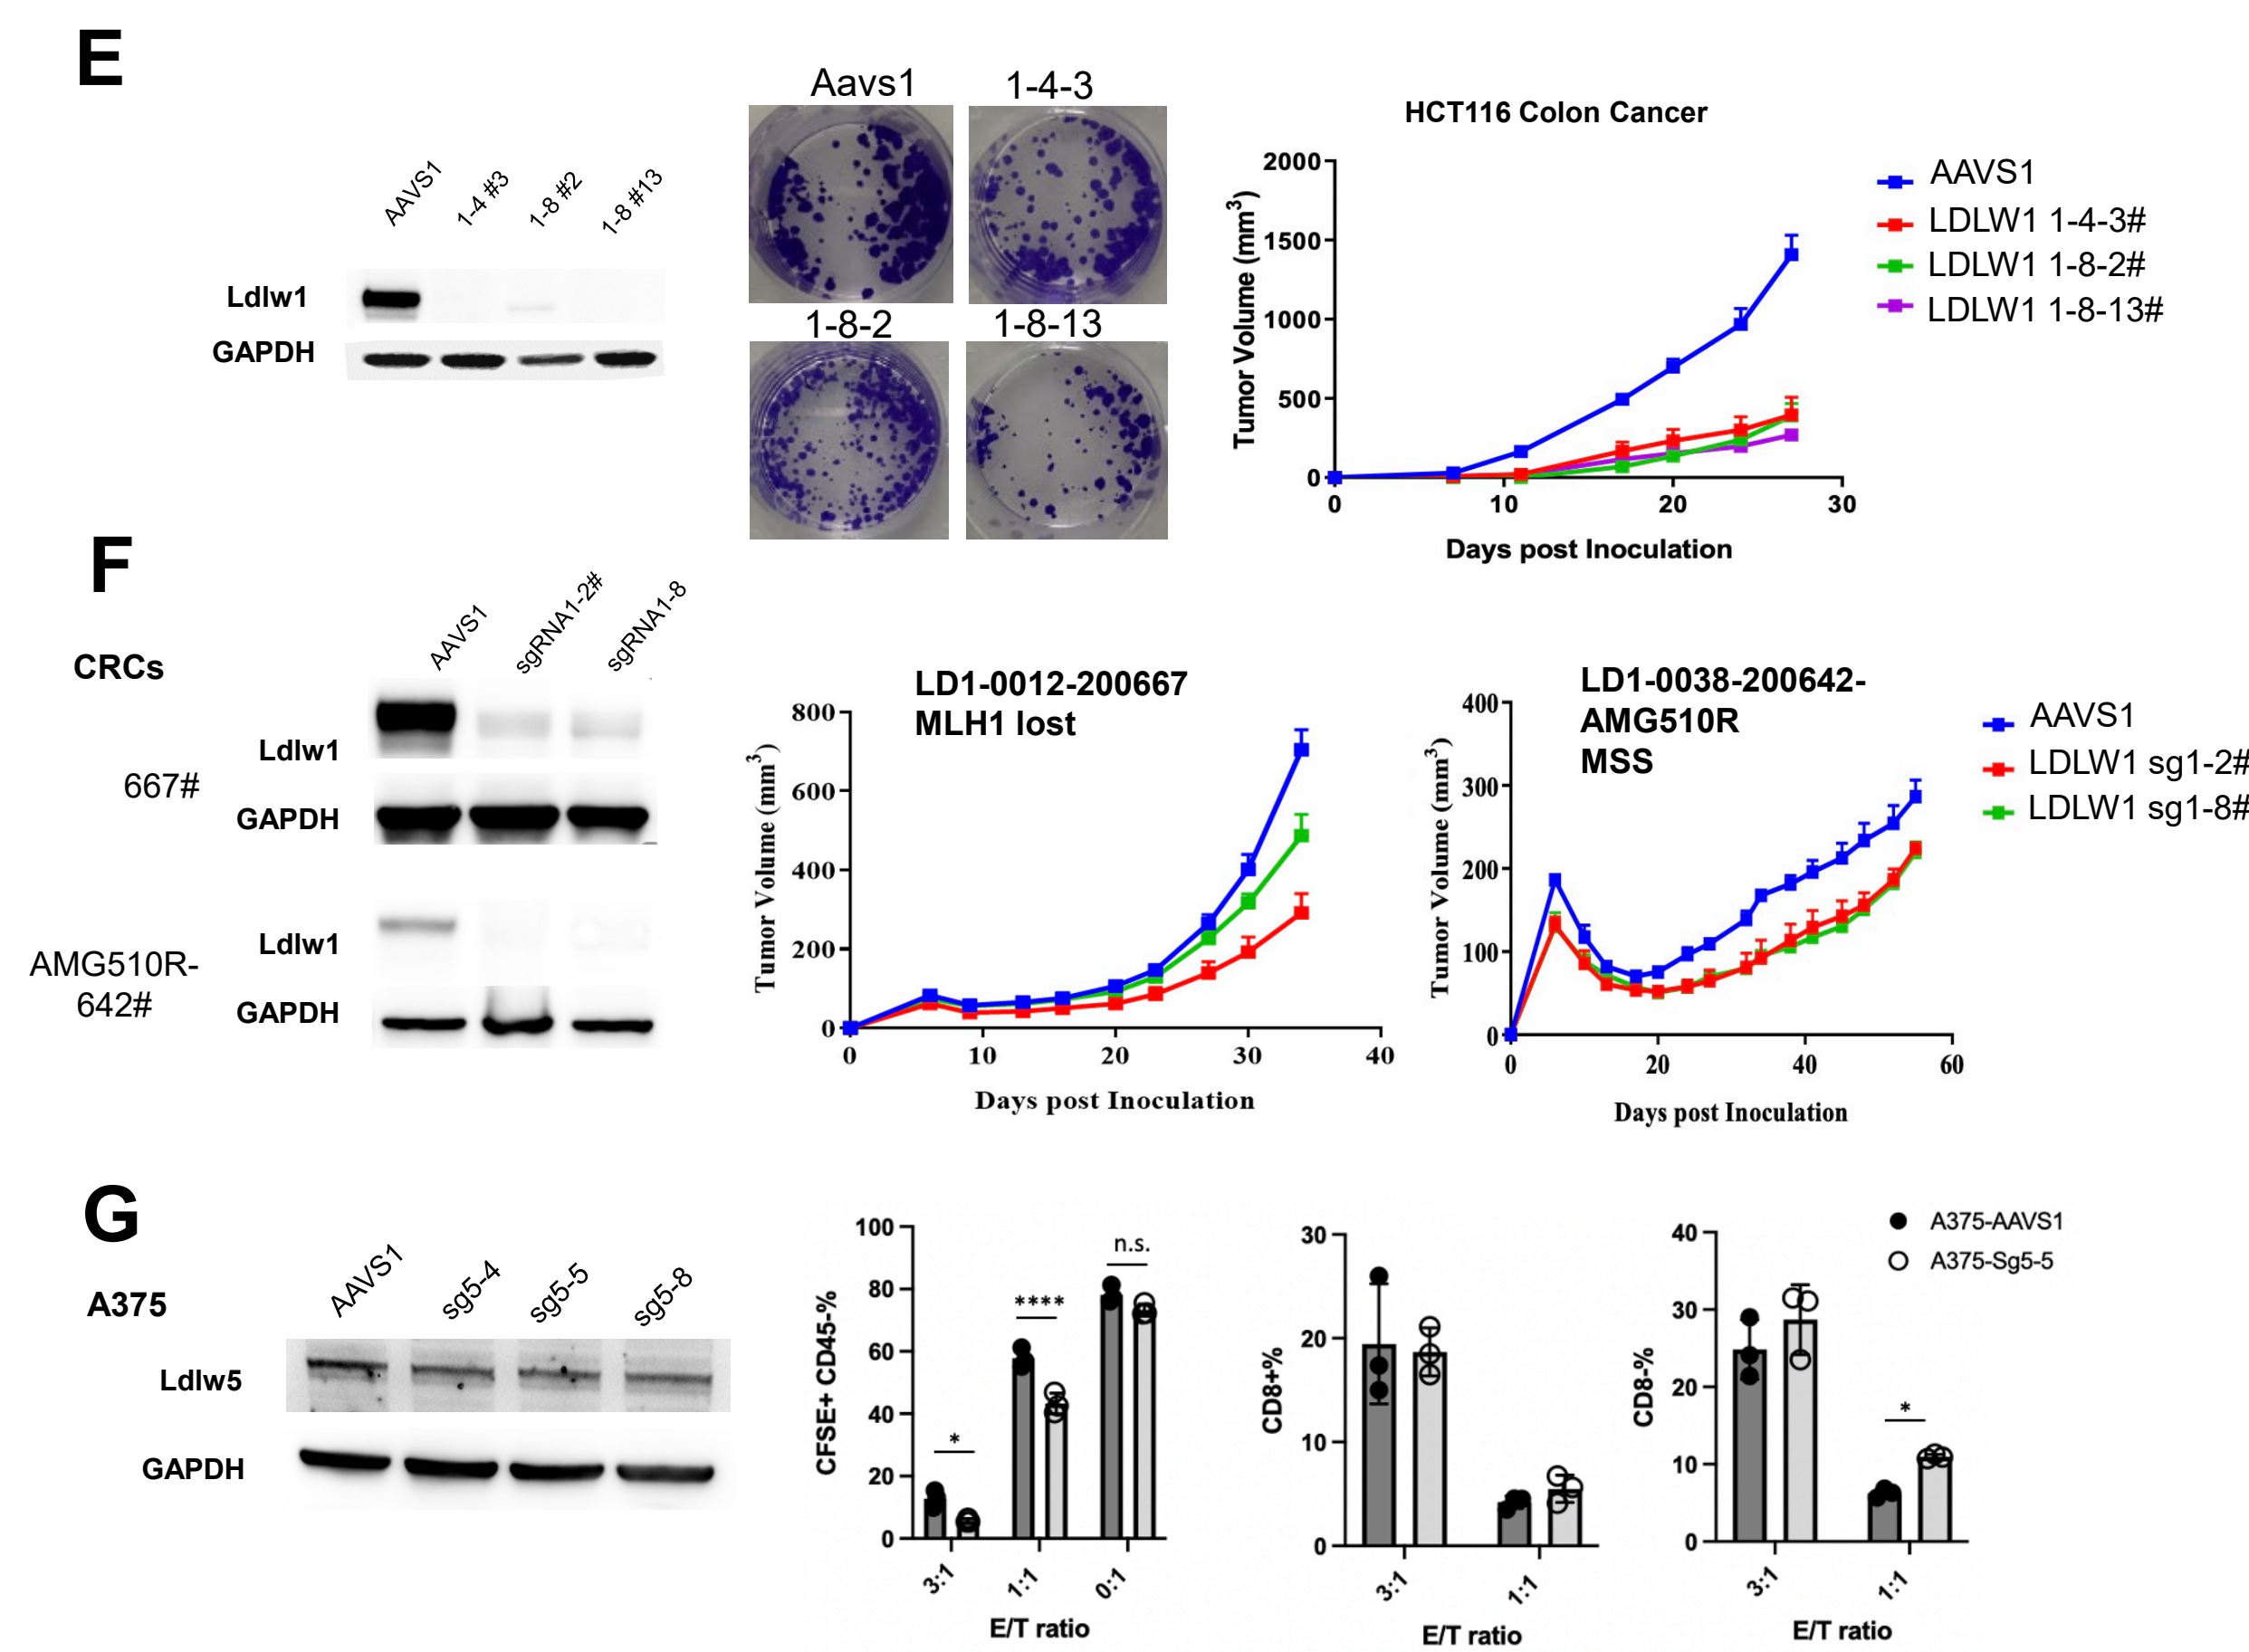 E
AAVS1
1-4 #3
1-8 #2
1-8 #13
Ldlw1
GAPDH
Aavs1
1-4-3
1-8-2
1-8-13
HCT116 Colon Cancer
Tumor Volume (mm3)
2000
1500
1000
500
0
0
10
20
30
Days post Inoculation
AAVS1
LDLW1 1-4-3#
LDLW1 1-8-2#
LDLW1 1-8-13#
F
CRCs
AAVS1
sgRNA1-2#
sgRNA1-8
667#
Ldlw1
GAPDH
AMG510R-
642#
Ldlw1
GAPDH
LD1-0012-200667
MLH1 lost
Tumor Volume (mm3)
800
600
400
200
0
0
10
20
30
40
Days post Inoculation
LD1-0038-200642-
AMG510R
MSS
Tumor Volume (mm3)
400
300
200
100
0
0
20
40
60
Days post Inoculation
AAVS1
LDLW1 sg1-2#
LDLW1 sg1-8#
G
A375
AAVS1
sg5-4
sg5-5
sg5-8
Ldlw5
GAPDH
CFSE+ CD45-%
100
80
60
40
20
0
*
****
n.s.
3:1
1:1
0:1
E/T ratio
CD8+%
30
20
10
0
3:1
1:1
E/T ratio
CD8-%
40
30
20
10
0
*
3:1
1:1
E/T ratio
A375-AAVS1
A375-Sg5-5